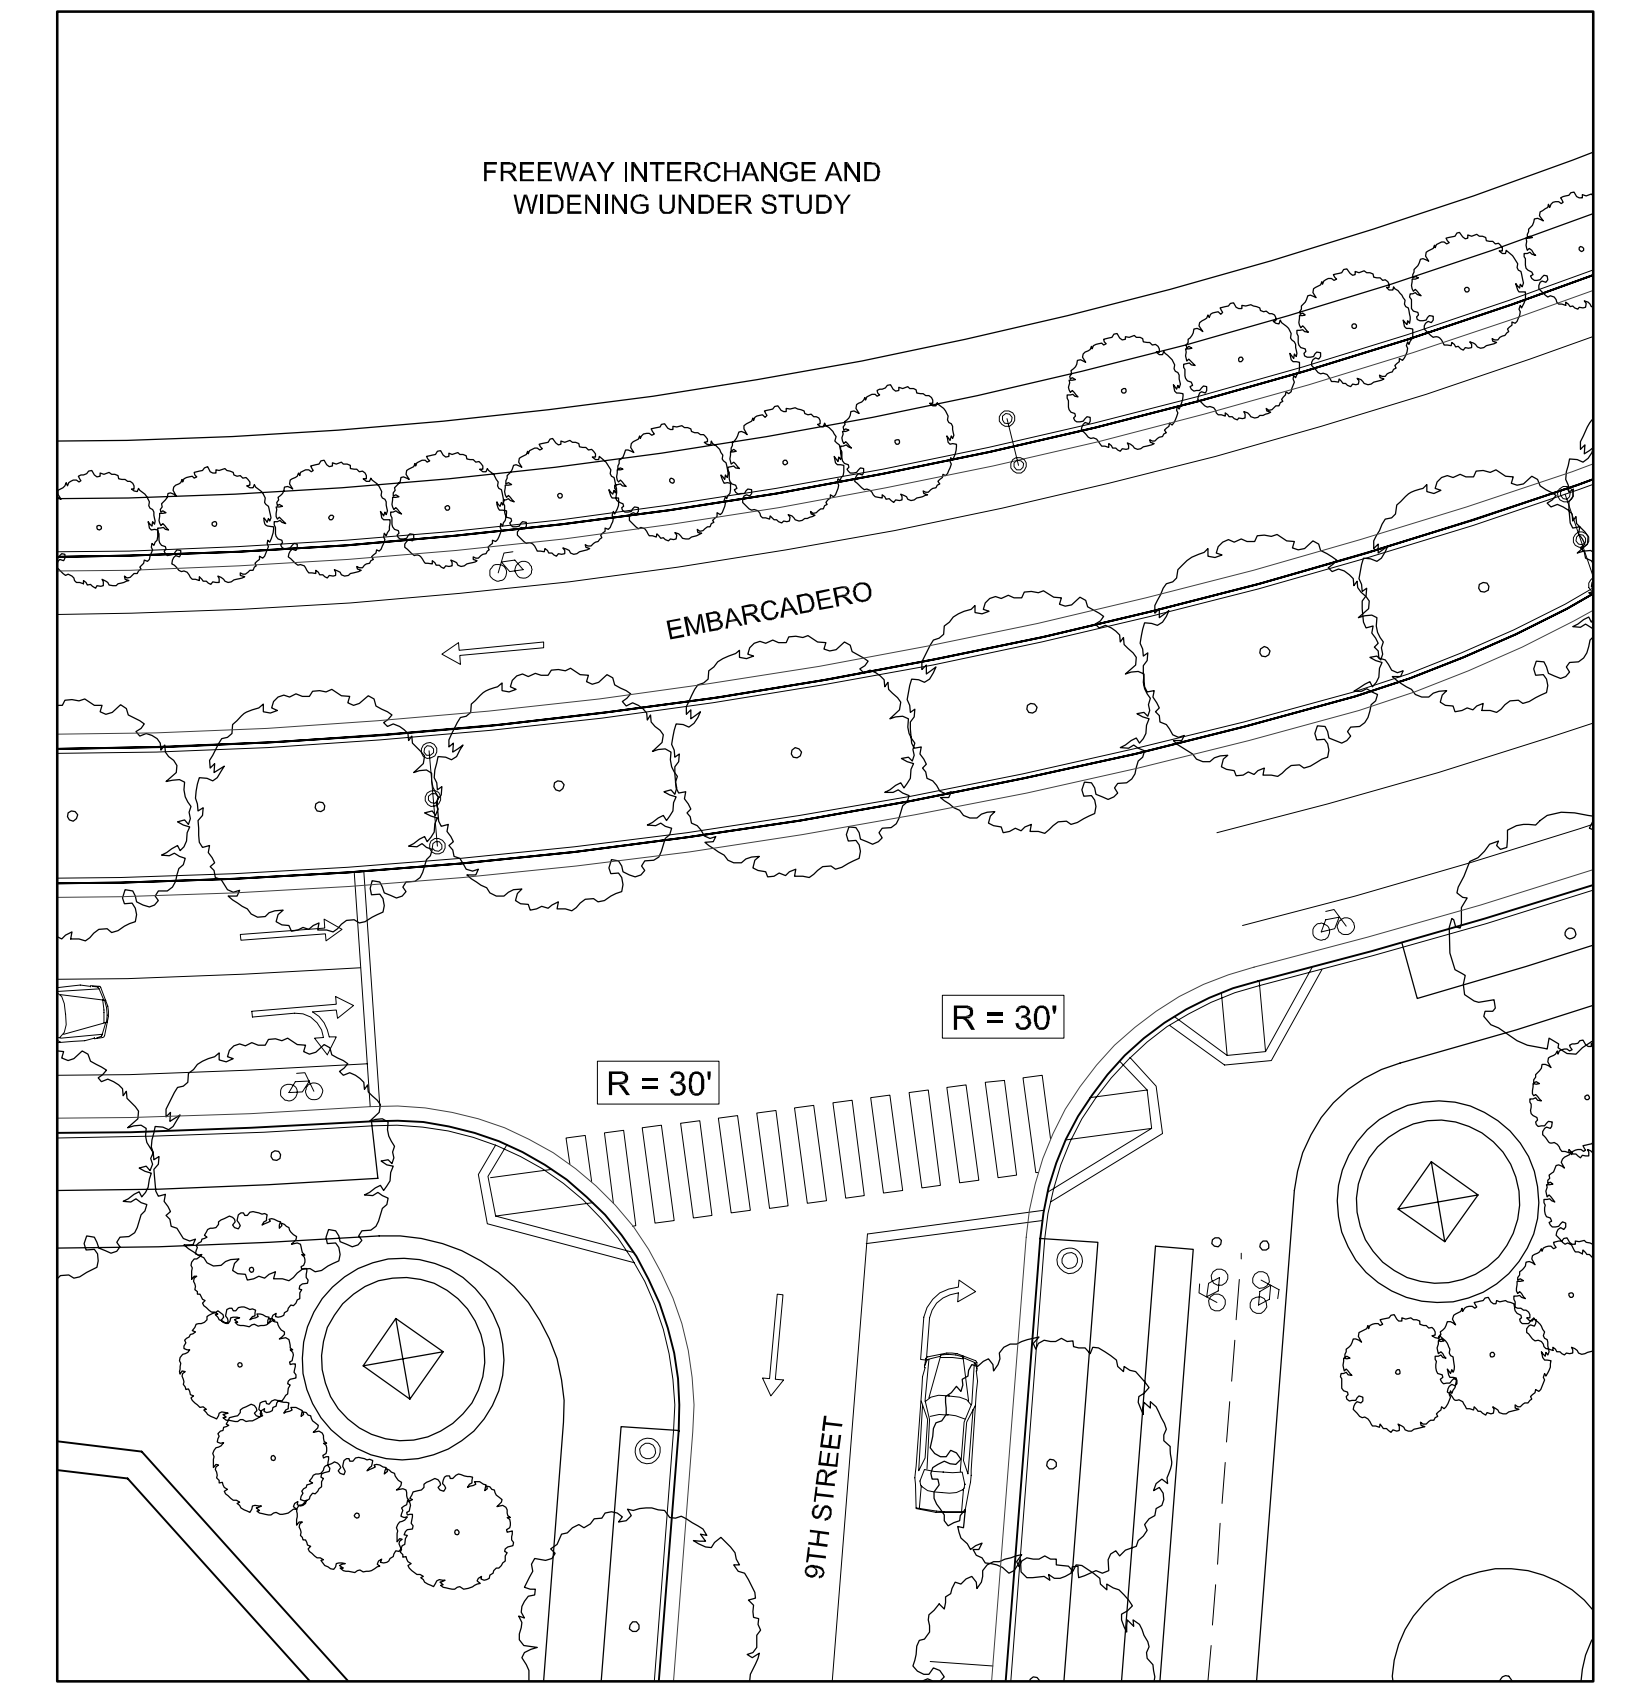 FREEWAY INTERCHANGE AND
WIDENING UNDER STUDY
EMBARCADERO
R = 30'
R = 30'
9TH STREET